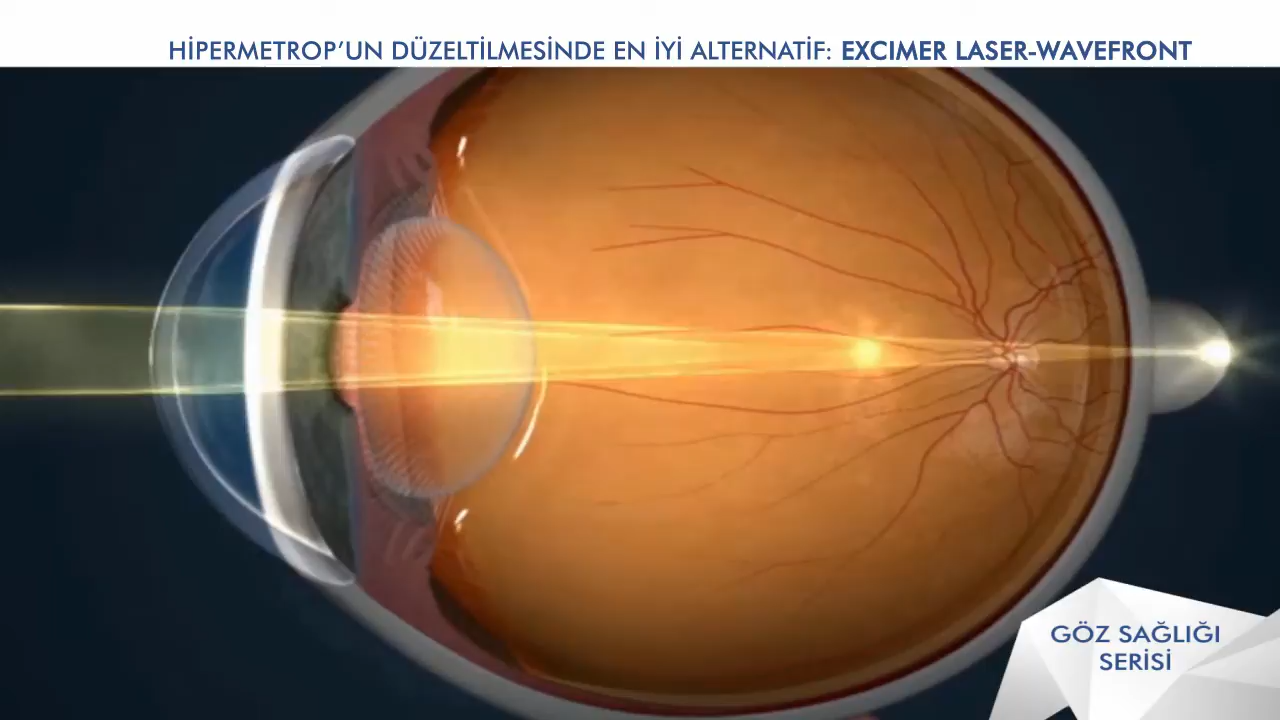 HİPERMETROP’UN DÜZELTİLMESİNDE EN İYİ ALTERNATİF: EXCIMER LASER-WAVEFRONT
GÖZ SAĞLIĞI
SERİSİ